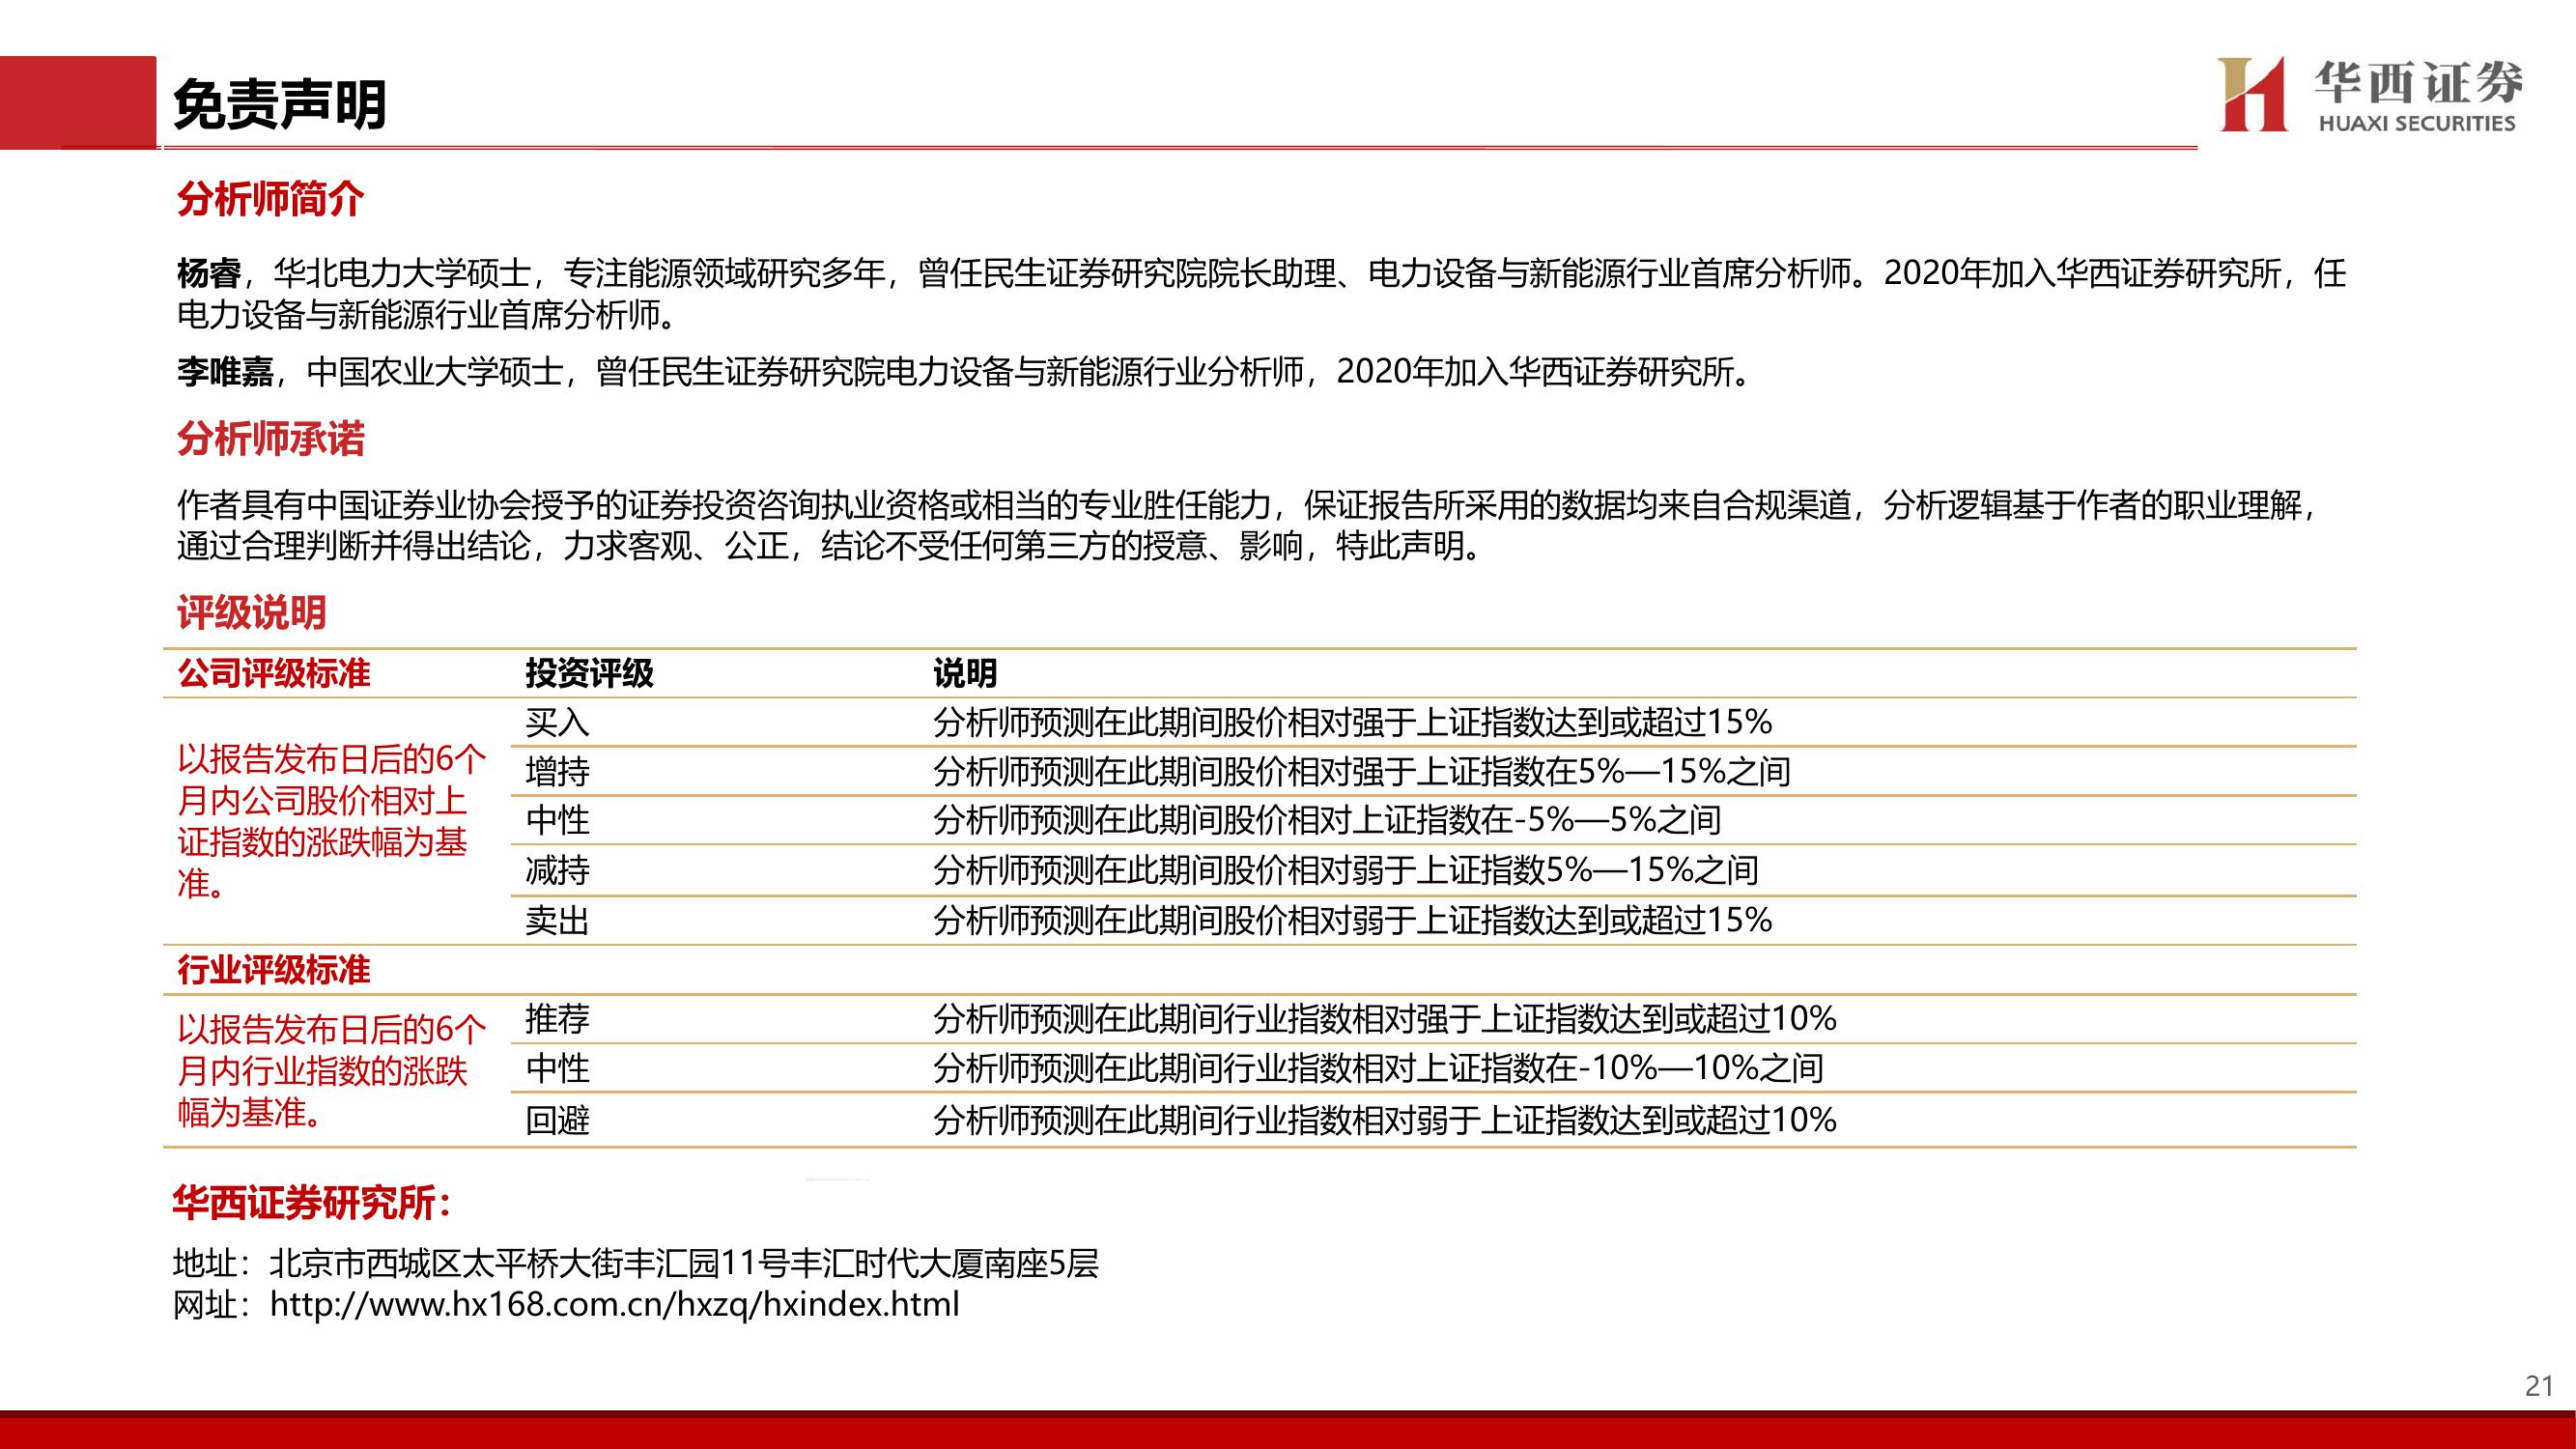 免责声明
华西证券
HUAXI SECURITIES
分析师简介
杨睿，华北电力大学硕士，专注能源领域研究多年，曾任民生证券研究院院长助理、电力设备与新能源行业首席分析师。2020年加入华西证券研究所，任
电力设备与新能源行业首席分析师。
李唯嘉，中国农业大学硕士，曾任民生证券研究院电力设备与新能源行业分析师，2020年加入华西证券研究所。
分析师承诺
作者具有中国证券业协会授予的证券投资咨询执业资格或相当的专业胜任能力，保证报告所采用的数据均来自合规渠道，分析逻辑基于作者的职业理解，
通过合理判断并得出结论，力求客观、公正，结论不受任何第三方的授意、影响，特此声明。
评级说明
公司评级标准 投资评级 说明
以报告发布日后的6个
月内公司股价相对上
证指数的涨跌幅为基
准。
买入 分析师预测在此期间股价相对强于上证指数达到或超过15%
增持 分析师预测在此期间股价相对强于上证指数在5%—15%之间
中性 分析师预测在此期间股价相对上证指数在-5%—5%之间
减持 分析师预测在此期间股价相对弱于上证指数5%—15%之间
卖出 分析师预测在此期间股价相对弱于上证指数达到或超过15%
行业评级标准
以报告发布日后的6个
月内行业指数的涨跌
幅为基准。
推荐 分析师预测在此期间行业指数相对强于上证指数达到或超过10%
中性 分析师预测在此期间行业指数相对上证指数在-10%—10%之间
回避 分析师预测在此期间行业指数相对弱于上证指数达到或超过10%
华西证券研究所：
地址：北京市西城区太平桥大街丰汇园11号丰汇时代大厦南座5层
网址：http://www.hx168.com.cn/hxzq/hxindex.html
21